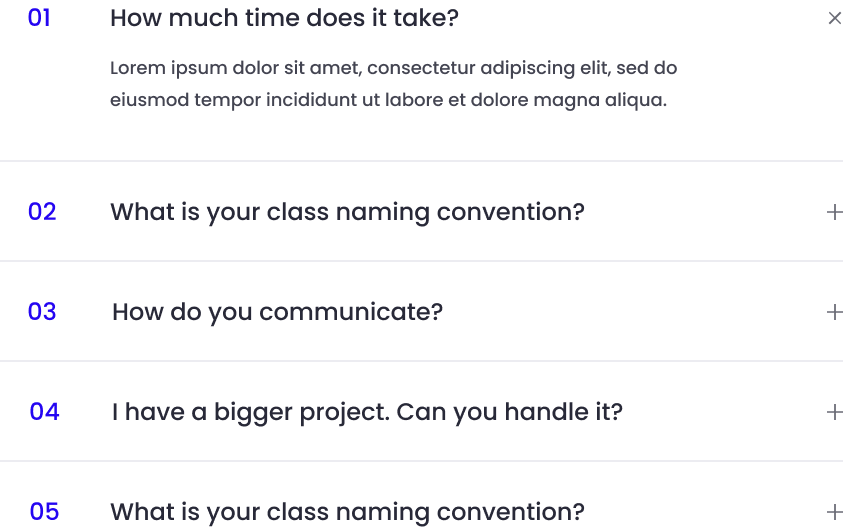 01 How much time does it take?
Lorem ipsum dolor sit amet, consectetur adipiscing elit, sed do
eiusmod tempor incididunt ut labore et dolore magna aliqua.
02 What is your class naming convention?
03 How do you communicate?
04 I have a bigger project. Can you handle it?
05 What is your class naming convention?